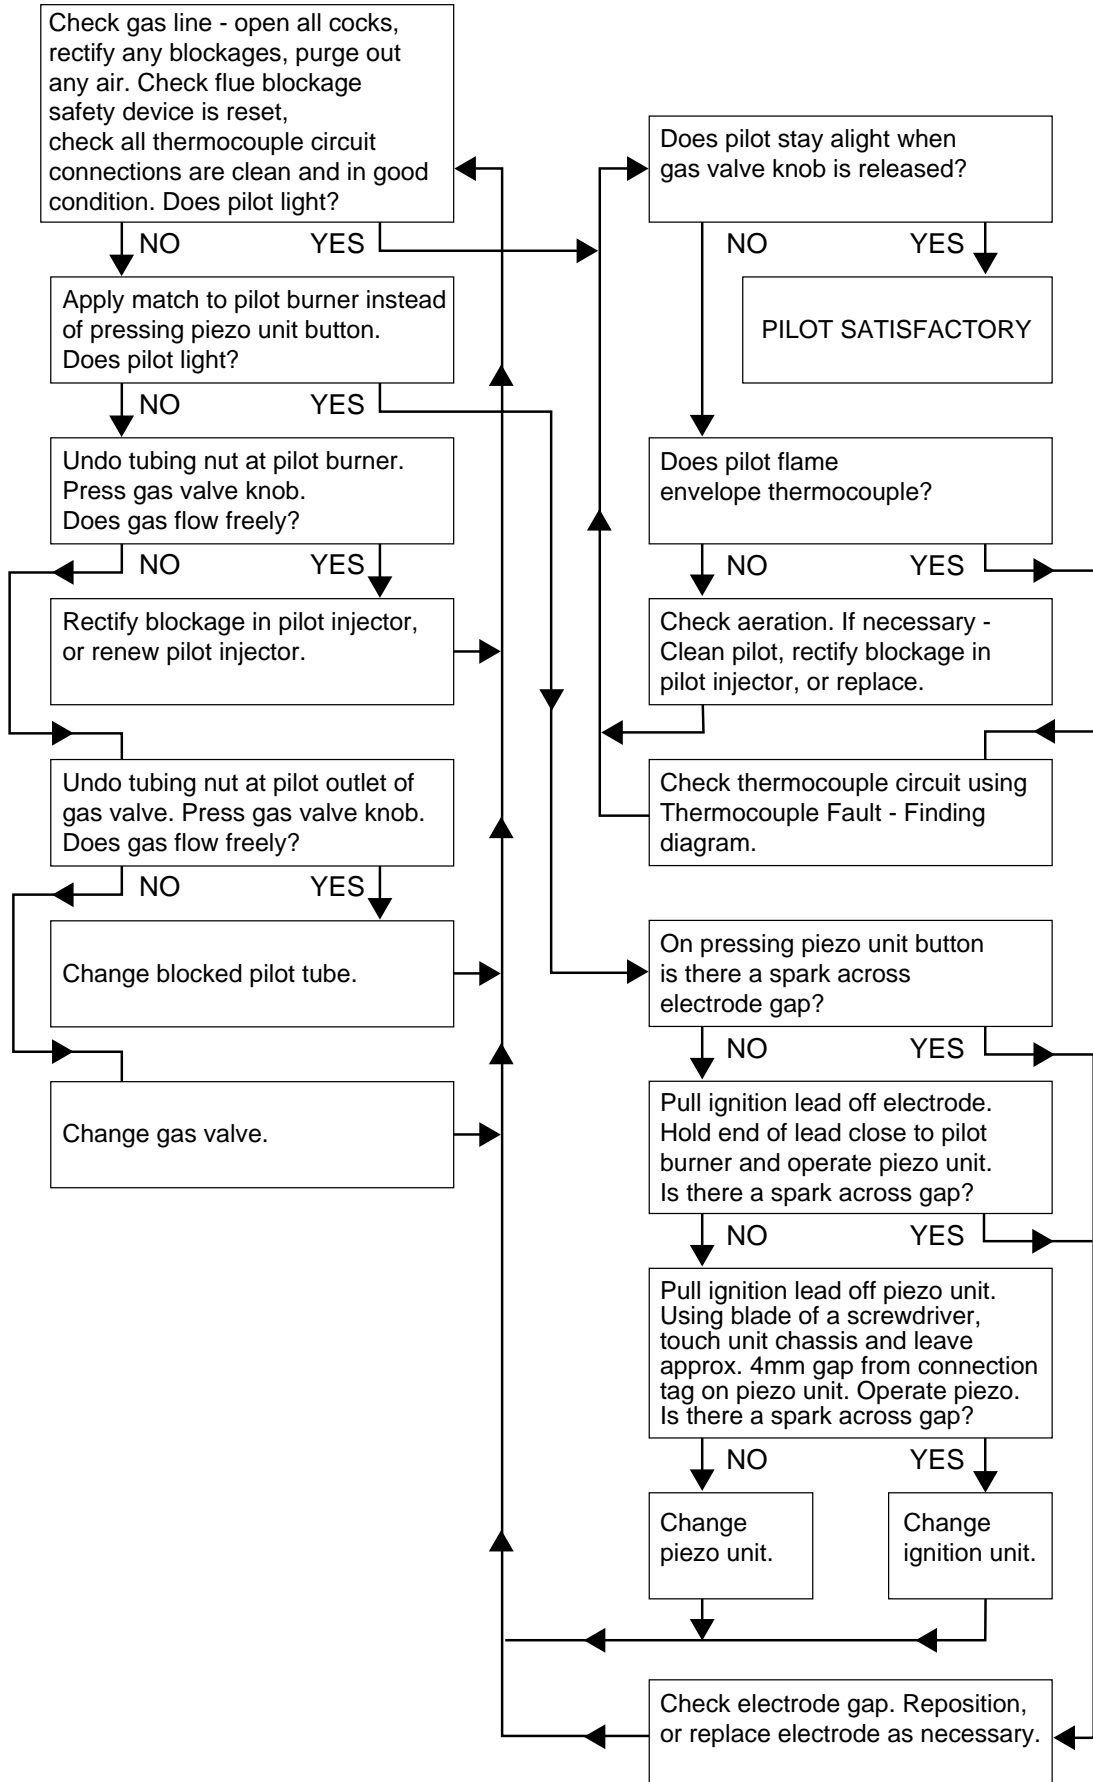 Check gas line - open all cocks,
rectify any blockages, purge out
any air. Check flue blockage
safety device is reset,
check all thermocouple circuit
connections are clean and in good
condition. Does pilot light?
NO
YES
Apply match to pilot burner instead
of pressing piezo unit button.
Does pilot light?
NO
YES
Undo tubing nut at pilot burner.
Press gas valve knob.
Does gas flow freely?
NO
YES
Rectify blockage in pilot injector,
or renew pilot injector.
Undo tubing nut at pilot outlet of
gas valve. Press gas valve knob.
Does gas flow freely?
NO
YES
Change blocked pilot tube.
Change gas valve.
Does pilot stay alight when
gas valve knob is released?
NO
YES
PILOT SATISFACTORY
Does pilot flame
envelope thermocouple?
NO
YES
Check aeration. If necessary -
Clean pilot, rectify blockage in
pilot injector, or replace.
Check thermocouple circuit using
Thermocouple Fault - Finding
diagram.
On pressing piezo unit button
is there a spark across
electrode gap?
NO
YES
Pull ignition lead off electrode.
Hold end of lead close to pilot
burner and operate piezo unit.
Is there a spark across gap?
NO
YES
Pull ignition lead off piezo unit.
Using blade of a screwdriver,
touch unit chassis and leave
approx. 4mm gap from connection
tag on piezo unit. Operate piezo.
Is there a spark across gap?
NO
YES
Change
piezo unit.
Change
ignition unit.
Check electrode gap. Reposition,
or replace electrode as necessary.